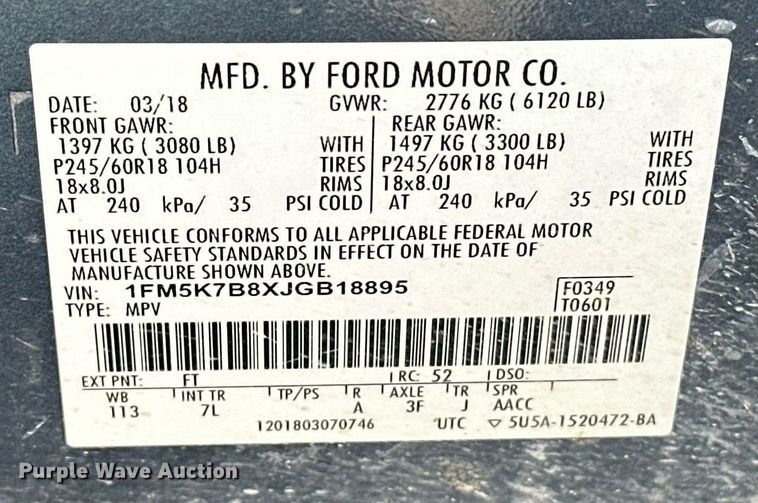 MFD. BY FORD MOTOR CO.
DATE: 03/18 GVWR: 2776 KG ( 6120 LB)
FRONT GAWR: REAR GAWR:
1397 KG ( 3080 LB) WITH 1497 KG ( 3300 LB) WITH
P245/60R18 104H TIRES P245/60R18 104H TIRES
18x8.0J RIMS 18x8.0J RIMS
AT 240 kPa/ 35 PSI COLD AT 240 kPa/ 35 PSI COLD
THIS VEHICLE CONFORMS TO ALL APPLICABLE FEDERAL MOTOR
VEHICLE SAFETY STANDARDS IN EFFECT ON THE DATE OF
MANUFACTURE SHOWN ABOVE.
VIN: 1FM5K7B8XJGB18895 F0349
TYPE: MPV T0601
EXT PNT: FT RC: 52 DSO:
WB INT TR TP/PS R AXLE TR SPR
113 7L A 3F J AACC
1201803070746 UTC ▽ 5U5A-1520472-BA
Purple Wave Auction